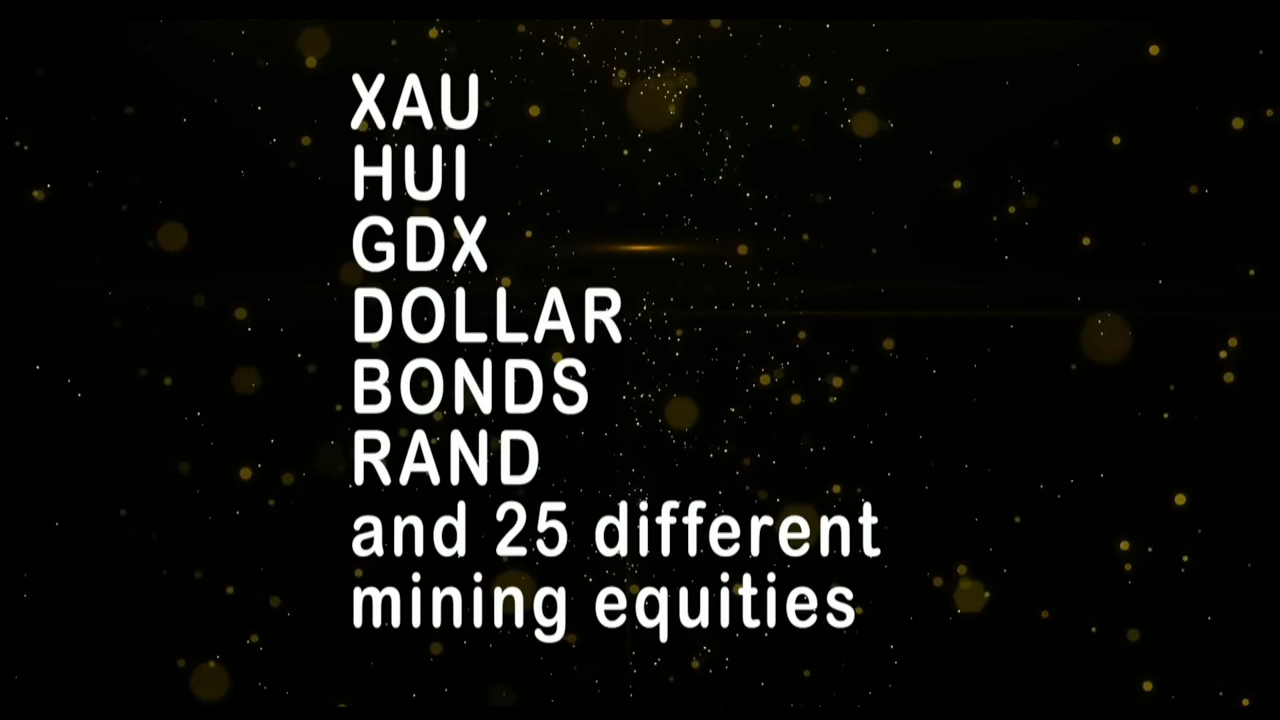 XAU
HUI
GDX
DOLLAR
BONDS
RAND
and 25 different
mining equities